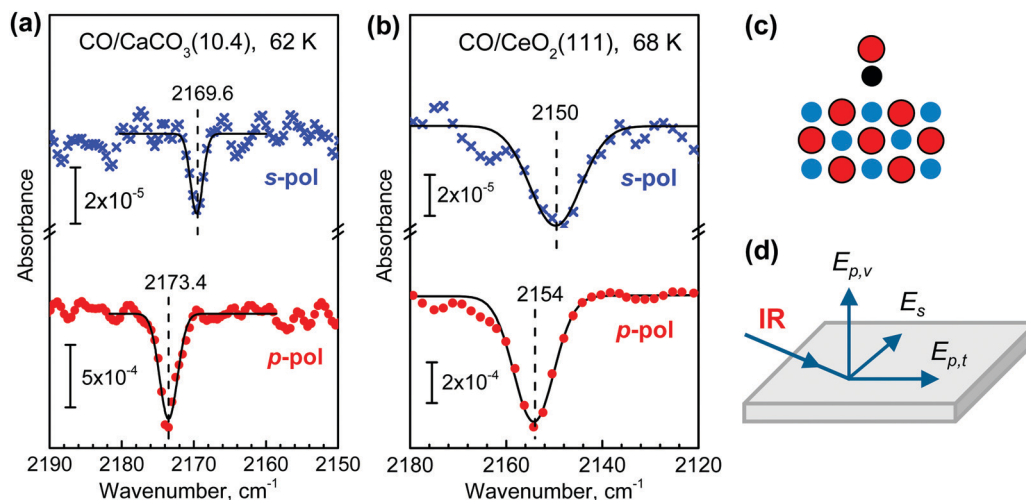 (a)
CO/CaCO₃(10.4), 62 K
2169.6
s-pol
2x10⁻⁵
2173.4
p-pol
5x10⁻⁴
Absorbance
2190 2180 2170 2160 2150
Wavenumber, cm⁻¹
(b)
CO/CeO₂(111), 68 K
2150
s-pol
2x10⁻⁵
2154
p-pol
2x10⁻⁴
Absorbance
2180 2160 2140 2120
Wavenumber, cm⁻¹
(c)
(d)
Eₚ,ᵥ
Eₛ
IR
Eₚ,ₜ